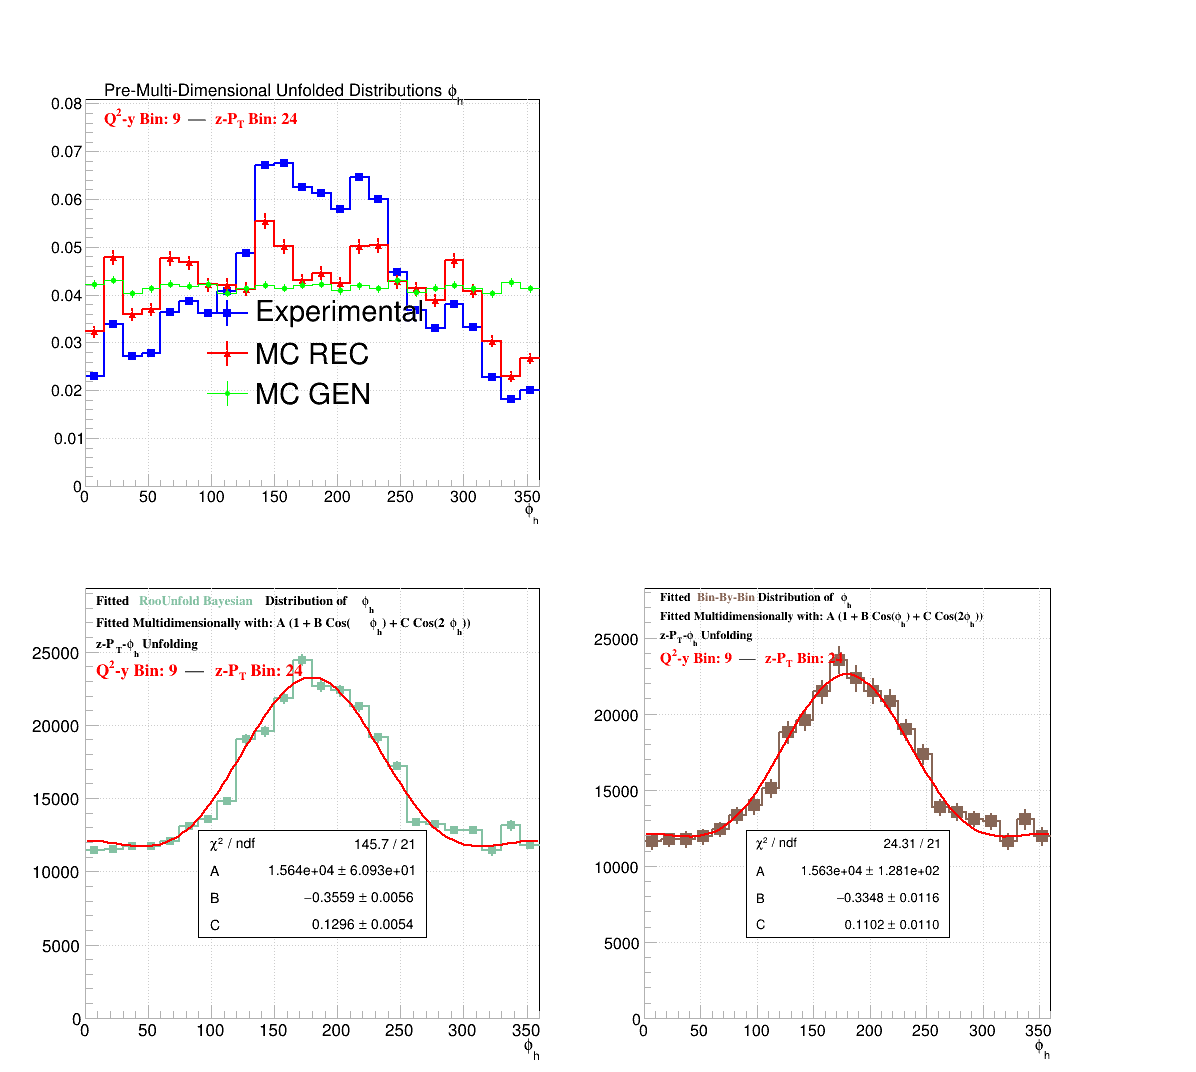 Pre-Multi-Dimensional Unfolded Distributions ϕh
Q²-y Bin: 9 — z-PT Bin: 24
0.08
0.07
0.06
0.05
0.04
0.03
0.02
0.01
0
Experimental
MC REC
MC GEN
0 50 100 150 200 250 300 350
ϕh
Fitted RooUnfold Bayesian Distribution of ϕh
Fitted Multidimensionally with: A (1 + B Cos( ϕh) + C Cos(2 ϕh))
z-PT-ϕh Unfolding
Q²-y Bin: 9 — z-PT Bin: 24
25000
20000
15000
10000
5000
0
χ² / ndf 145.7 / 21
A 1.564e+04 ± 6.093e+01
B −0.3559 ± 0.0056
C 0.1296 ± 0.0054
0 50 100 150 200 250 300 350
ϕh
Fitted Bin-By-Bin Distribution of ϕh
Fitted Multidimensionally with: A (1 + B Cos(ϕh) + C Cos(2ϕh))
z-PT-ϕh Unfolding
Q²-y Bin: 9 — z-PT Bin: 24
25000
20000
15000
10000
5000
0
χ² / ndf 24.31 / 21
A 1.563e+04 ± 1.281e+02
B −0.3348 ± 0.0116
C 0.1102 ± 0.0110
0 50 100 150 200 250 300 350
ϕh